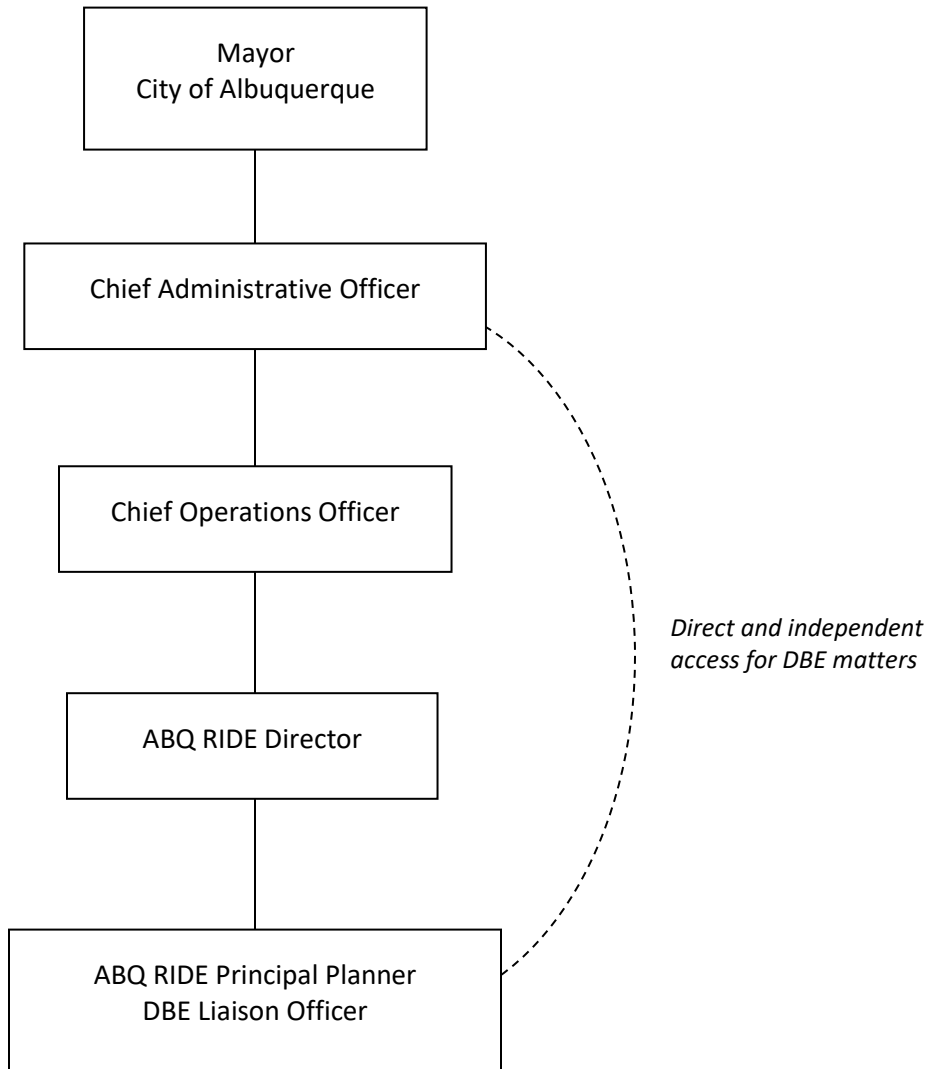 Mayor
City of Albuquerque
Chief Administrative Officer
Chief Operations Officer
Direct and independent
access for DBE matters
ABQ RIDE Director
ABQ RIDE Principal Planner
DBE Liaison Officer